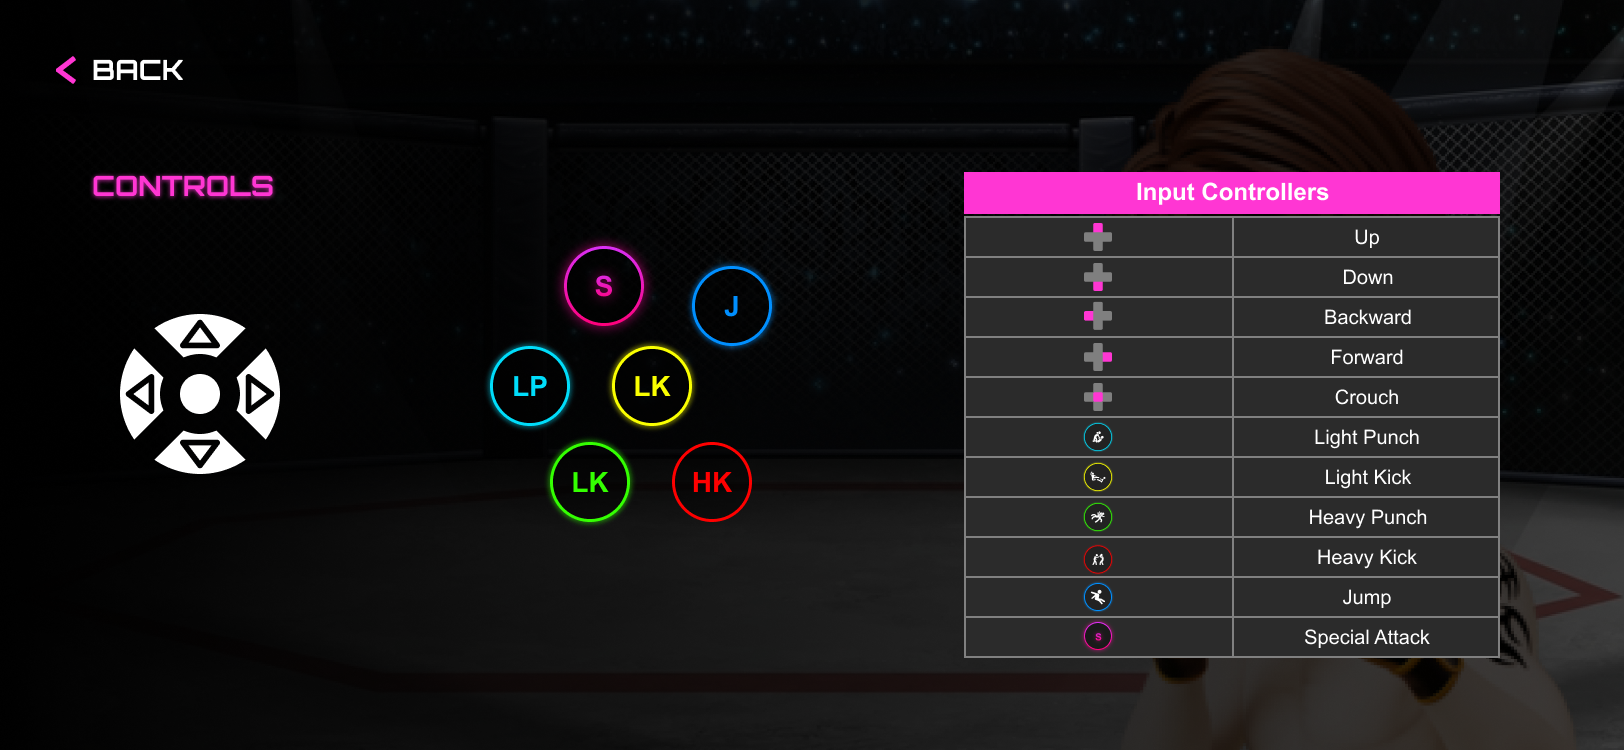 BACK
CONTROLS
S
J
LP
LK
LK
HK
Input Controllers
Up
Down
Backward
Forward
Crouch
Light Punch
Light Kick
Heavy Punch
Heavy Kick
Jump
S Special Attack